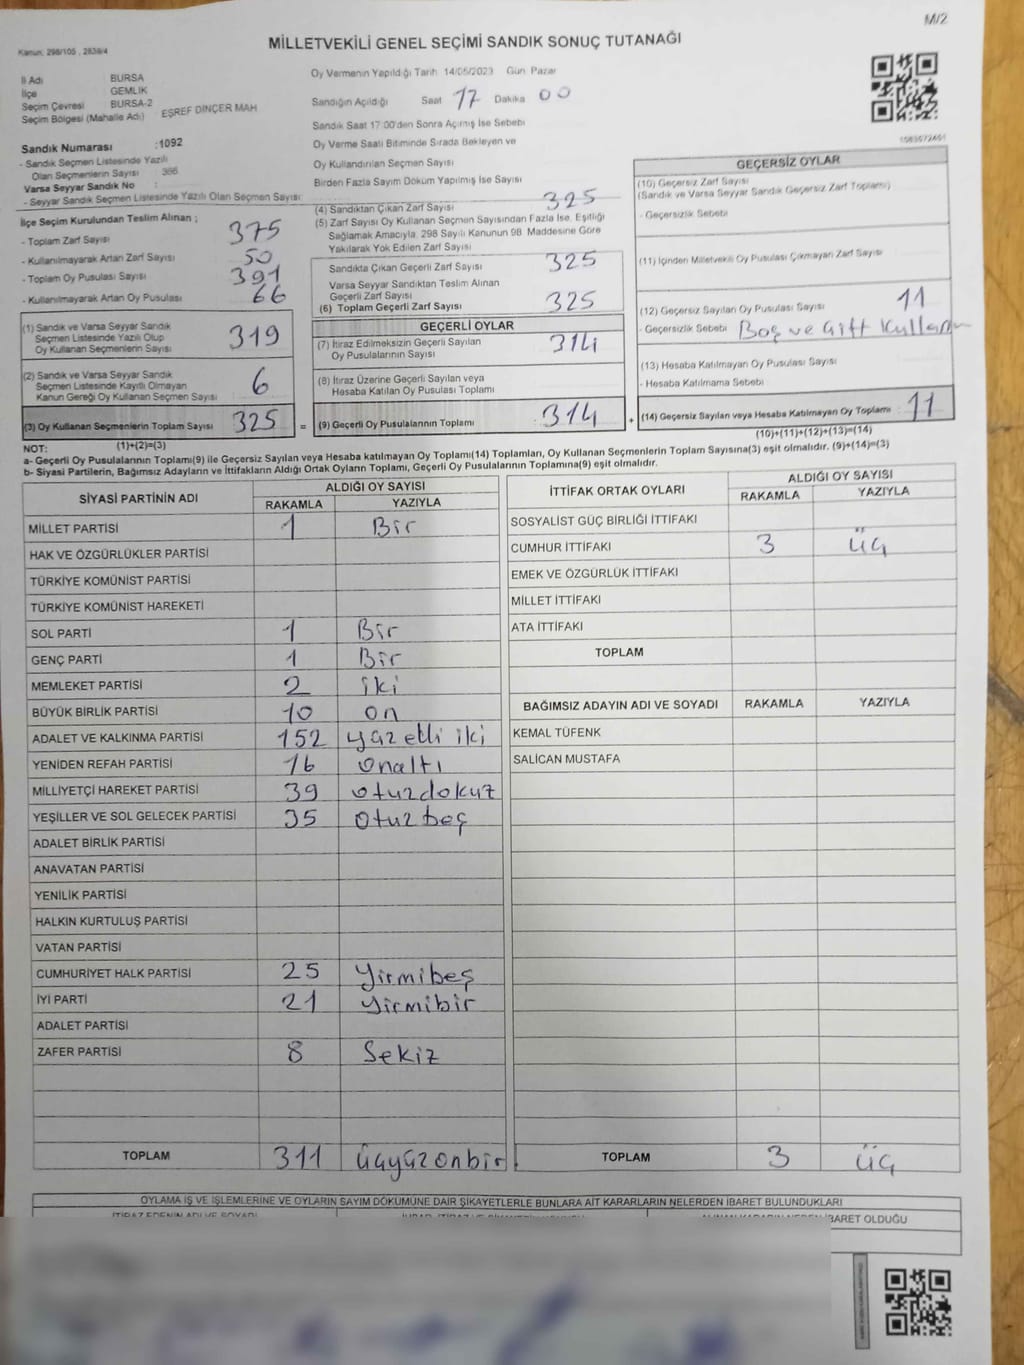 M/2
Kanun: 298/105 , 2839/4
MİLLETVEKİLİ GENEL SEÇİMİ SANDIK SONUÇ TUTANAĞI
İl Adı BURSA
İlçe GEMLİK
Seçim Çevresi BURSA-2
Seçim Bölgesi (Mahalle Adı) EŞREF DİNÇER MAH
Sandık Numarası :1092
- Sandık Seçmen Listesinde Yazılı
Olan Seçmenlerin Sayısı : 366
Varsa Seyyar Sandık No :
- Seyyar Sandık Seçmen Listesinde Yazılı Olan Seçmen Sayısı:
Oy Vermenin Yapıldığı Tarih 14/05/2023 Gün Pazar
Sandığın Açıldığı Saat 17 Dakika 00
Sandık Saat 17:00'den Sonra Açılmış İse Sebebi
Oy Verme Saati Bitiminde Sırada Bekleyen ve
Oy Kullandırılan Seçmen Sayısı
Birden Fazla Sayım Döküm Yapılmış İse Sayısı
İlçe Seçim Kurulundan Teslim Alınan ;
- Toplam Zarf Sayısı 375
- Kullanılmayarak Artan Zarf Sayısı 50
- Toplam Oy Pusulası Sayısı 391
- Kullanılmayarak Artan Oy Pusulası 66
(1) Sandık ve Varsa Seyyar Sandık
Seçmen Listesinde Yazılı Olup
Oy Kullanan Seçmenlerin Sayısı 319
(2) Sandık ve Varsa Seyyar Sandık
Seçmen Listesinde Kayıtlı Olmayan
Kanun Gereği Oy Kullanan Seçmen Sayısı 6
(3) Oy Kullanan Seçmenlerin Toplam Sayısı 325
(1)+(2)=(3)
(4) Sandıktan Çıkan Zarf Sayısı 325
(5) Zarf Sayısı Oy Kullanan Seçmen Sayısından Fazla İse, Eşitliği
Sağlamak Amacıyla, 298 Sayılı Kanunun 98. Maddesine Göre
Yakılarak Yok Edilen Zarf Sayısı
Sandıkta Çıkan Geçerli Zarf Sayısı 325
Varsa Seyyar Sandıktan Teslim Alınan
Geçerli Zarf Sayısı
(6) Toplam Geçerli Zarf Sayısı 325
GEÇERLİ OYLAR
(7) İtiraz Edilmeksizin Geçerli Sayılan
Oy Pusulalarının Sayısı 314
(8) İtiraz Üzerine Geçerli Sayılan veya
Hesaba Katılan Oy Pusulası Toplamı
= (9) Geçerli Oy Pusulalarının Toplamı 314 +
GEÇERSİZ OYLAR
(10) Geçersiz Zarf Sayısı
(Sandık ve Varsa Seyyar Sandık Geçersiz Zarf Toplamı)
- Geçersizlik Sebebi
(11) İçinden Milletvekili Oy Pusulası Çıkmayan Zarf Sayısı
(12) Geçersiz Sayılan Oy Pusulası Sayısı 11
- Geçersizlik Sebebi Boş ve Çift Kullanım
(13) Hesaba Katılmayan Oy Pusulası Sayısı
- Hesaba Katılmama Sebebi
(14) Geçersiz Sayılan veya Hesaba Katılmayan Oy Toplamı : 11
(10)+(11)+(12)+(13)=(14)
NOT:
a- Geçerli Oy Pusulalarının Toplamı(9) ile Geçersiz Sayılan veya Hesaba katılmayan Oy Toplamı(14) Toplamları, Oy Kullanan Seçmenlerin Toplam Sayısına(3) eşit olmalıdır. (9)+(14)=(3)
b- Siyasi Partilerin, Bağımsız Adayların ve İttifakların Aldığı Ortak Oyların Toplamı, Geçerli Oy Pusulalarının Toplamına(9) eşit olmalıdır.
SİYASİ PARTİNİN ADI ALDIĞI OY SAYISI
RAKAMLA YAZIYLA
MİLLET PARTİSİ 1 Bir
HAK VE ÖZGÜRLÜKLER PARTİSİ
TÜRKİYE KOMÜNİST PARTİSİ
TÜRKİYE KOMÜNİST HAREKETİ
SOL PARTİ 1 Bir
GENÇ PARTİ 1 Bir
MEMLEKET PARTİSİ 2 iki
BÜYÜK BİRLİK PARTİSİ 10 on
ADALET VE KALKINMA PARTİSİ 152 yüzelli iki
YENİDEN REFAH PARTİSİ 16 onaltı
MİLLİYETÇİ HAREKET PARTİSİ 39 otuzdokuz
YEŞİLLER VE SOL GELECEK PARTİSİ 35 Otuz beş
ADALET BİRLİK PARTİSİ
ANAVATAN PARTİSİ
YENİLİK PARTİSİ
HALKIN KURTULUŞ PARTİSİ
VATAN PARTİSİ
CUMHURİYET HALK PARTİSİ 25 Yirmibeş
İYİ PARTİ 21 Yirmibir
ADALET PARTİSİ
ZAFER PARTİSİ 8 Sekiz
TOPLAM 311 üçyüzonbir
İTTİFAK ORTAK OYLARI ALDIĞI OY SAYISI
RAKAMLA YAZIYLA
SOSYALİST GÜÇ BİRLİĞİ İTTİFAKI
CUMHUR İTTİFAKI 3 üç
EMEK VE ÖZGÜRLÜK İTTİFAKI
MİLLET İTTİFAKI
ATA İTTİFAKI
TOPLAM
BAĞIMSIZ ADAYIN ADI VE SOYADI RAKAMLA YAZIYLA
KEMAL TÜFENK
SALİCAN MUSTAFA
TOPLAM 3 üç
OYLAMA İŞ VE İŞLEMLERİNE VE OYLARIN SAYIM DÖKÜMÜNE DAİR ŞİKAYETLERLE BUNLARA AİT KARARLARIN NELERDEN İBARET BULUNDUKLARI
İTİRAZ EDENİN ADI VE SOYADI
İBARET OLDUĞU